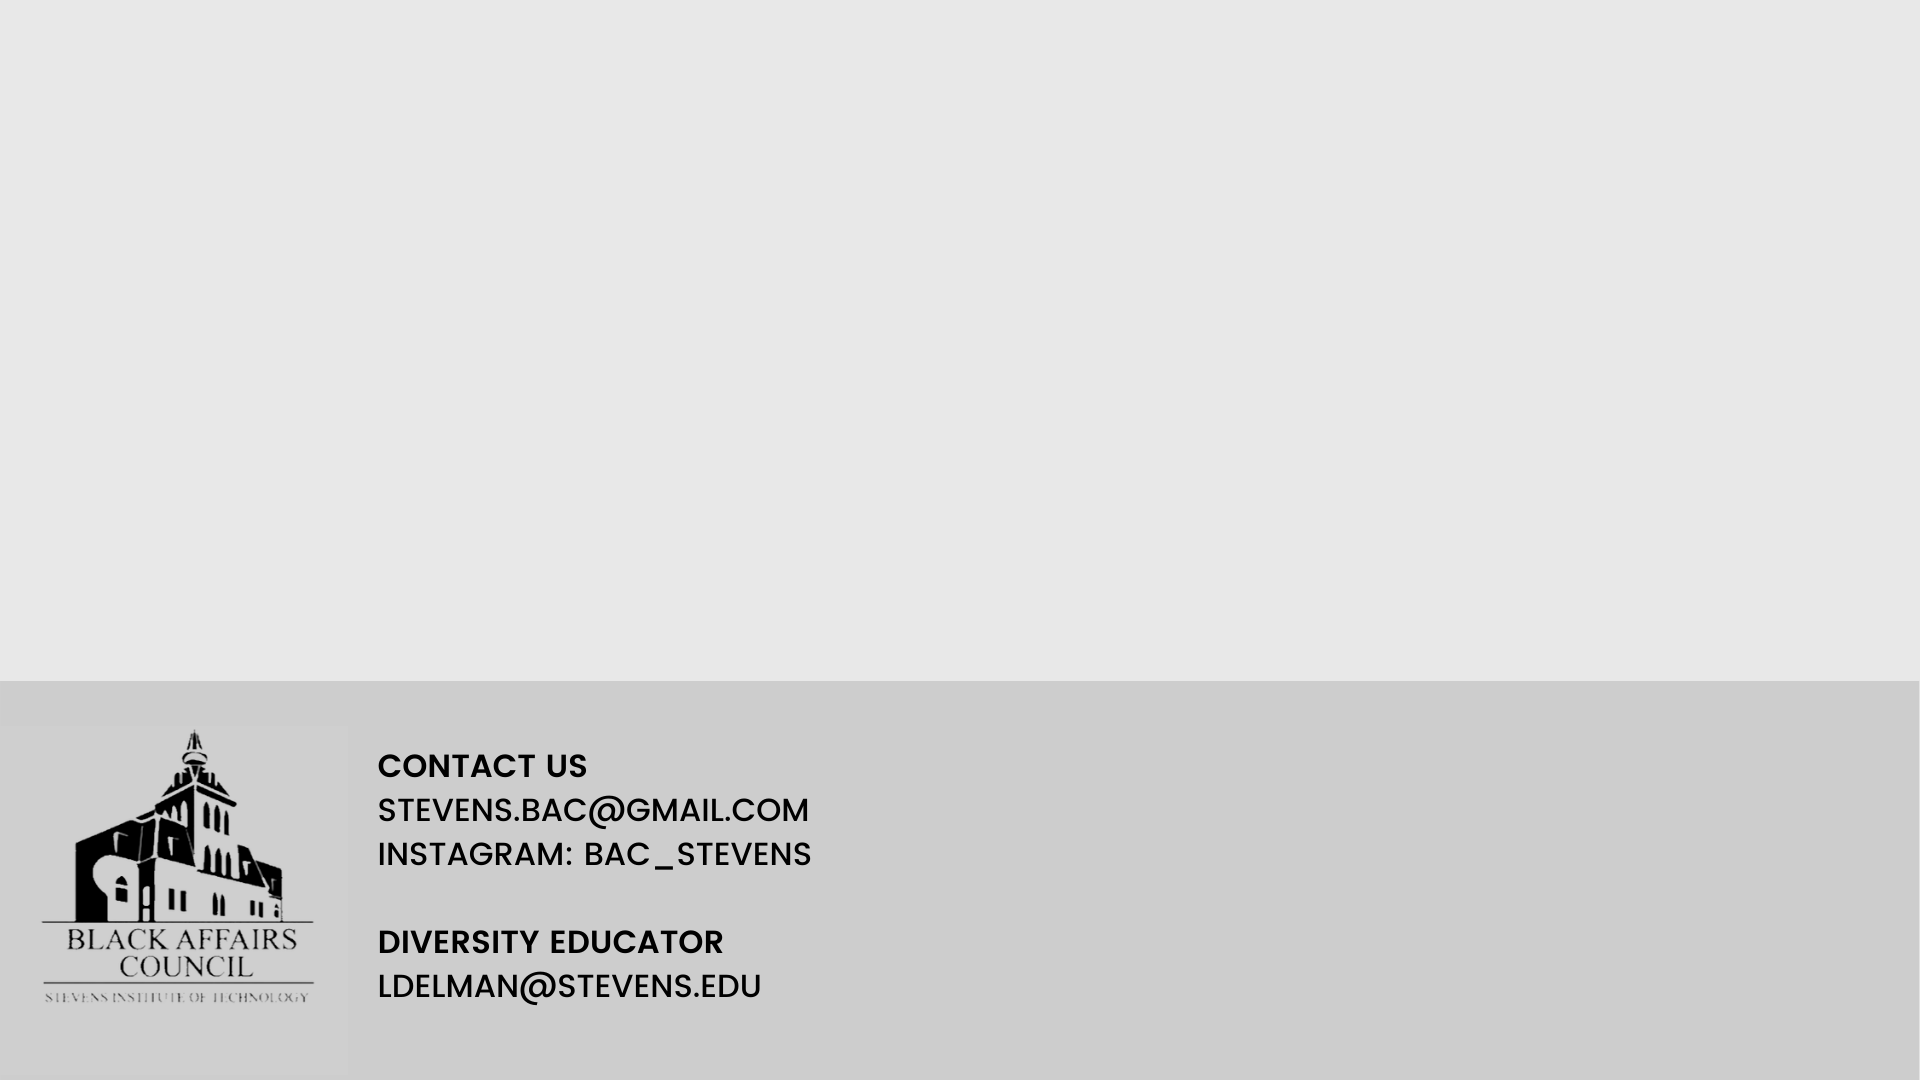 CONTACT US
STEVENS.BAC@GMAIL.COM
INSTAGRAM: BAC_STEVENS
DIVERSITY EDUCATOR
LDELMAN@STEVENS.EDU
BLACK AFFAIRS
COUNCIL
STEVENS INSTITUTE OF TECHNOLOGY